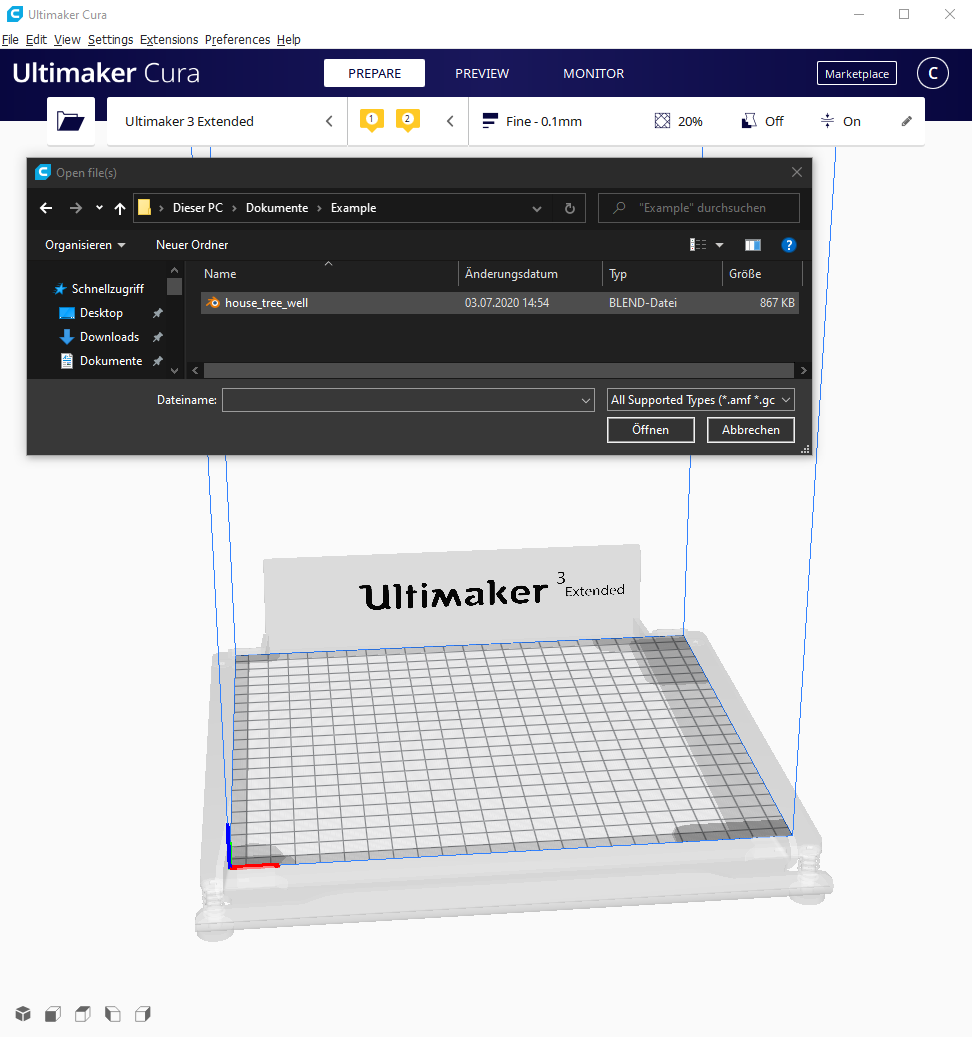 Ultimaker Cura
File Edit View Settings Extensions Preferences Help
Ultimaker Cura PREPARE PREVIEW MONITOR Marketplace C
Ultimaker 3 Extended 1 2 Fine - 0.1mm 20% Off On
Open file(s)
Dieser PC Dokumente Example "Example" durchsuchen
Organisieren Neuer Ordner ?
Name Änderungsdatum Typ Größe
Schnellzugriff
house_tree_well 03.07.2020 14:54 BLEND-Datei 867 KB
Desktop
Downloads
Dokumente
Dateiname: All Supported Types (*.amf *.gc
Öffnen Abbrechen
Ultimaker 3 Extended